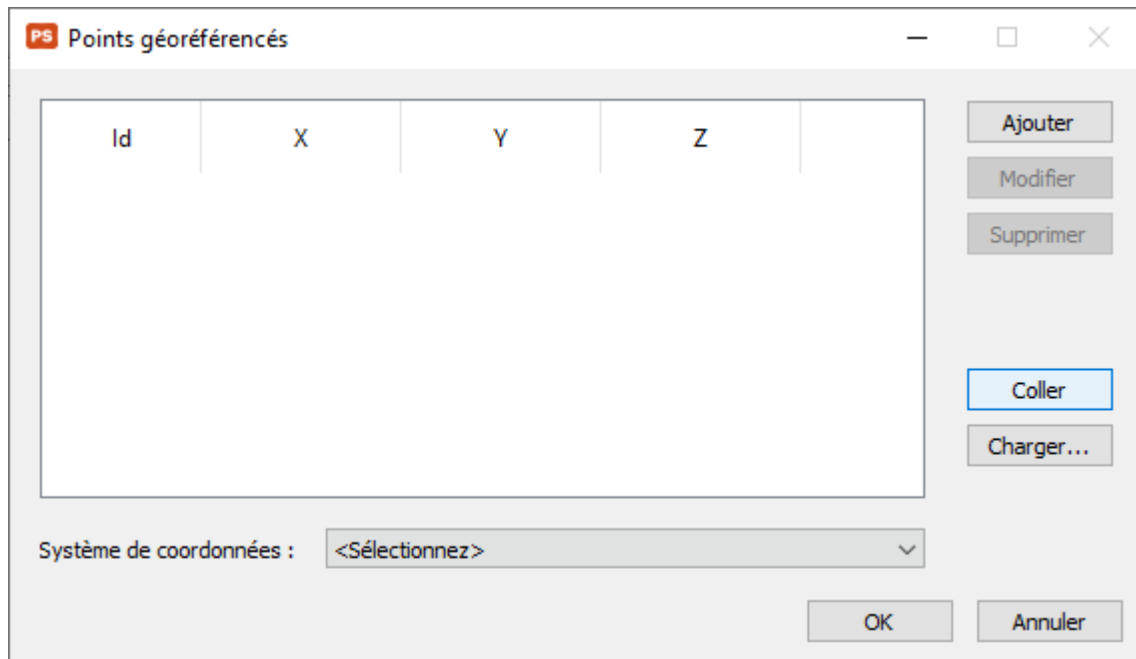 PS Points géoréférencés
Id X Y Z
Ajouter
Modifier
Supprimer
Coller
Charger...
Système de coordonnées : <Sélectionnez>
OK Annuler